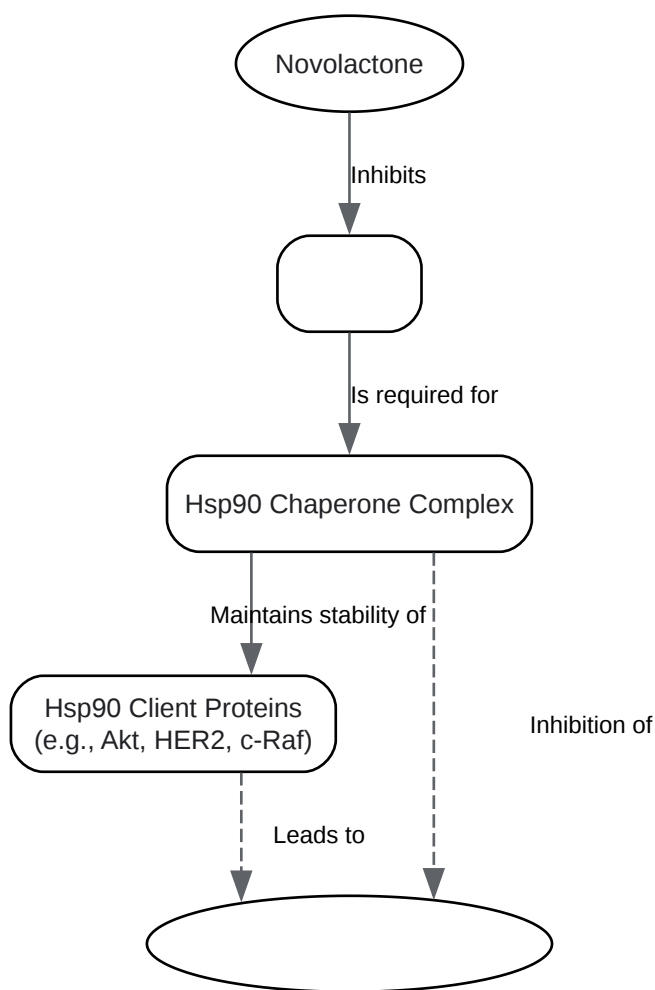 Novolactone
Inhibits
Is required for
Hsp90 Chaperone Complex
Maintains stability of
Hsp90 Client Proteins
(e.g., Akt, HER2, c-Raf)
Inhibition of
Leads to